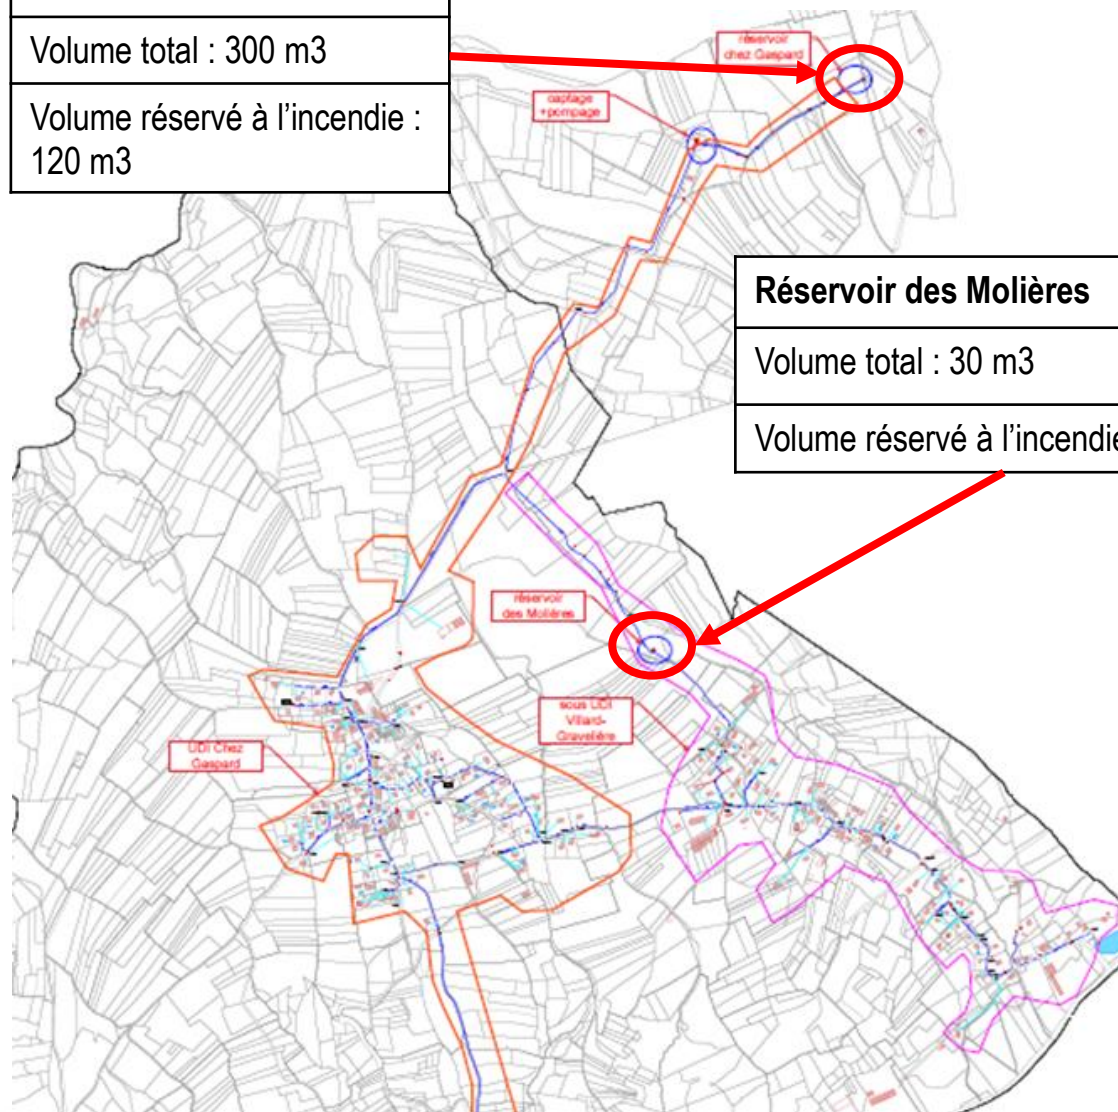 Volume total : 300 m3
Volume réservé à l'incendie :
120 m3
réservoir
chez Gaspard
captage
+pompage
Réservoir des Molières
Volume total : 30 m3
Volume réservé à l'incendie
réservoir
des Molières
sous UDI
Villard-
Gravelière
UDI Chez
Gaspard